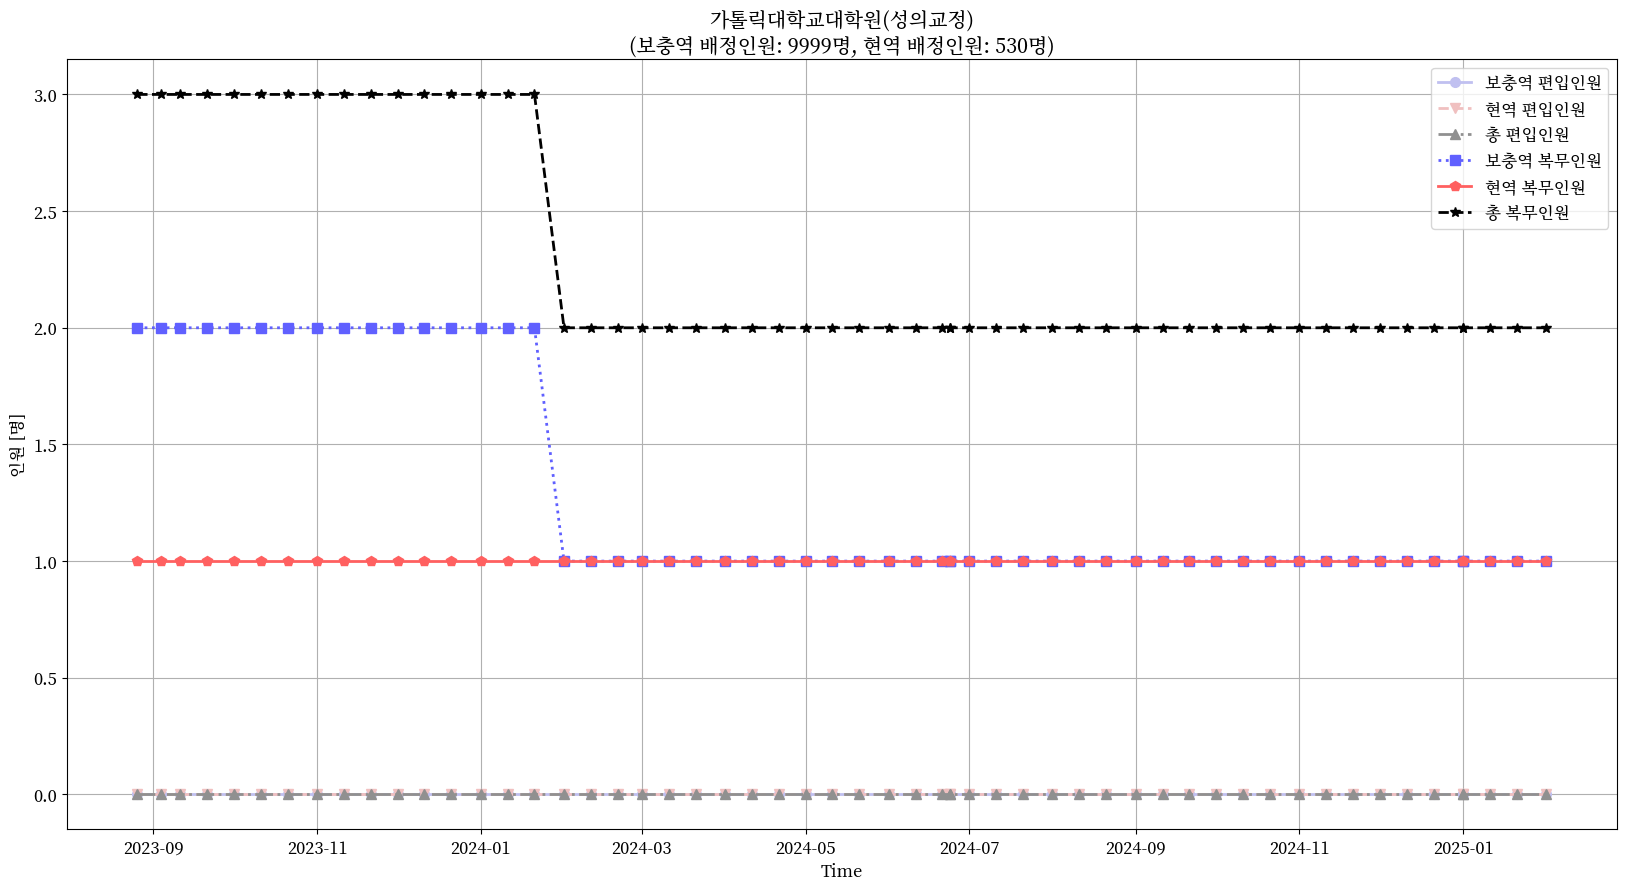 가톨릭대학교대학원(성의교정)
(보충역 배정인원: 9999명, 현역 배정인원: 530명)
보충역 편입인원
현역 편입인원
총 편입인원
보충역 복무인원
현역 복무인원
총 복무인원
인원 [명]
3.0
2.5
2.0
1.5
1.0
0.5
0.0
2023-09
2023-11
2024-01
2024-03
2024-05
2024-07
2024-09
2024-11
2025-01
Time